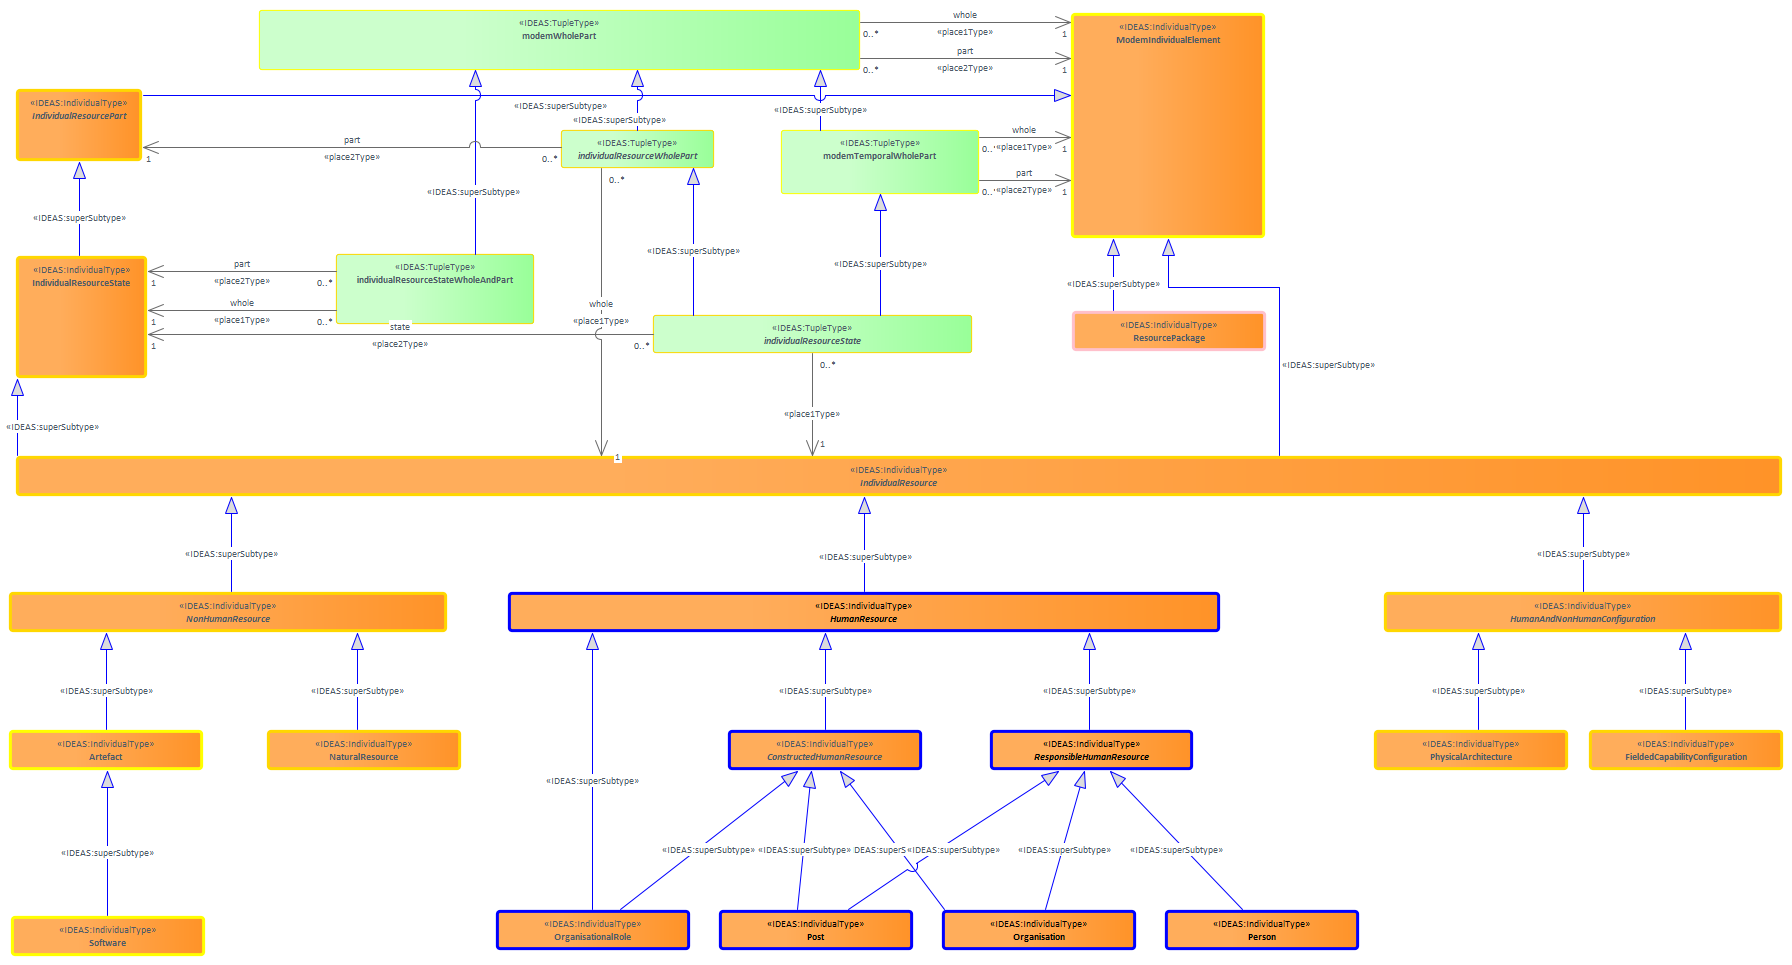 «IDEAS:TupleType»
modemWholePart
whole
0..*
«place1Type»
1
part
0..*
«place2Type»
1
«IDEAS:IndividualType»
ModemIndividualElement
«IDEAS:IndividualType»
IndividualResourcePart
«IDEAS:superSubtype»
«IDEAS:superSubtype»
«IDEAS:superSubtype»
part
1
«place2Type»
0..*
«IDEAS:TupleType»
individualResourceWholePart
0..*
«IDEAS:TupleType»
modemTemporalWholePart
whole
0..*
«place1Type»
1
part
0..*
«place2Type»
1
«IDEAS:superSubtype»
«IDEAS:superSubtype»
«IDEAS:superSubtype»
«IDEAS:superSubtype»
«IDEAS:IndividualType»
IndividualResourceState
part
1
«place2Type»
0..*
whole
1
«place1Type»
0..*
«IDEAS:TupleType»
individualResourceStateWholeAndPart
state
1
«place2Type»
0..*
whole
«place1Type»
«IDEAS:TupleType»
individualResourceState
0..*
«IDEAS:superSubtype»
«IDEAS:IndividualType»
ResourcePackage
«IDEAS:superSubtype»
«IDEAS:superSubtype»
«place1Type»
1
1
«IDEAS:IndividualType»
IndividualResource
«IDEAS:superSubtype»
«IDEAS:superSubtype»
«IDEAS:superSubtype»
«IDEAS:IndividualType»
NonHumanResource
«IDEAS:IndividualType»
HumanResource
«IDEAS:IndividualType»
HumanAndNonHumanConfiguration
«IDEAS:superSubtype»
«IDEAS:superSubtype»
«IDEAS:superSubtype»
«IDEAS:superSubtype»
«IDEAS:superSubtype»
«IDEAS:superSubtype»
«IDEAS:superSubtype»
«IDEAS:IndividualType»
Artefact
«IDEAS:IndividualType»
NaturalResource
«IDEAS:IndividualType»
ConstructedHumanResource
«IDEAS:IndividualType»
ResponsibleHumanResource
«IDEAS:IndividualType»
PhysicalArchitecture
«IDEAS:IndividualType»
FieldedCapabilityConfiguration
«IDEAS:superSubtype»
«IDEAS:superSubtype»
«IDEAS:superSubtype»
DEAS:superS
«IDEAS:superSubtype»
«IDEAS:superSubtype»
«IDEAS:superSubtype»
«IDEAS:IndividualType»
Software
«IDEAS:IndividualType»
OrganisationalRole
«IDEAS:IndividualType»
Post
«IDEAS:IndividualType»
Organisation
«IDEAS:IndividualType»
Person